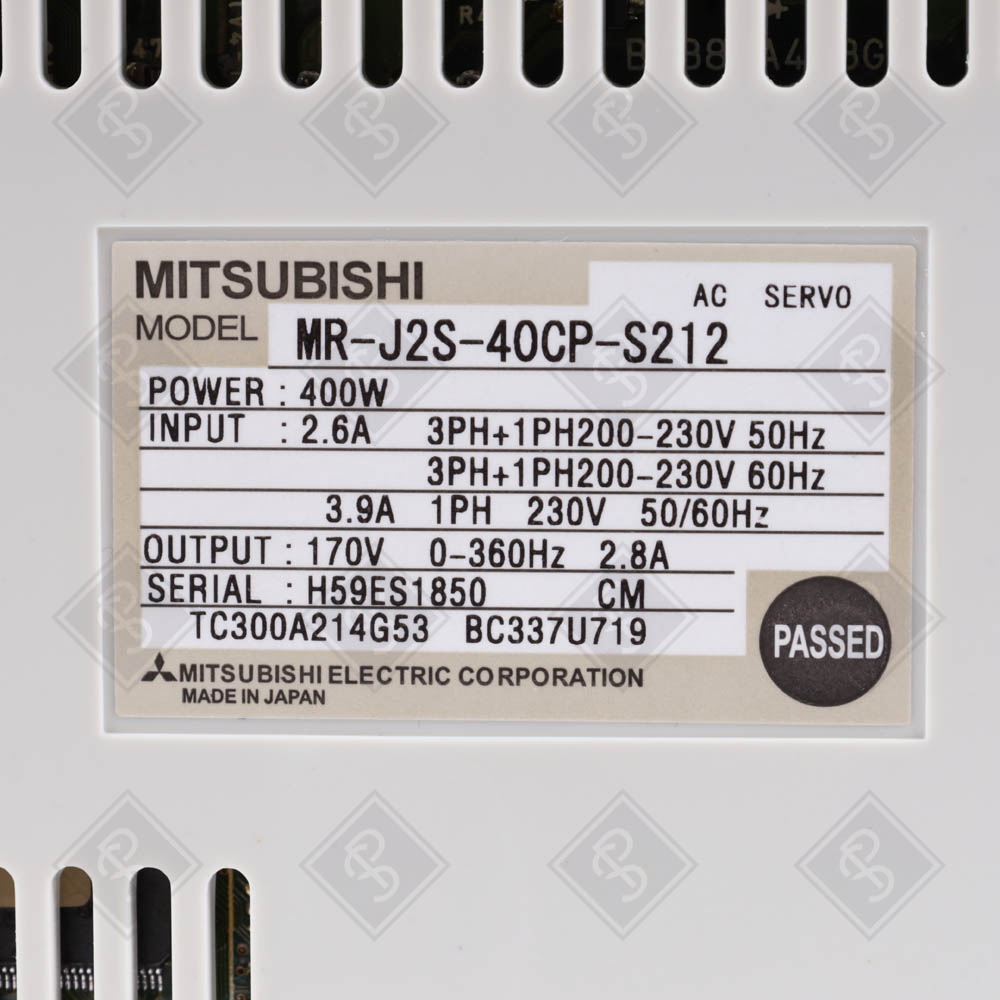 MITSUBISHI
AC SERVO
MODEL MR-J2S-40CP-S212
POWER : 400W
INPUT : 2.6A 3PH+1PH200-230V 50Hz
3PH+1PH200-230V 60Hz
3.9A 1PH 230V 50/60Hz
OUTPUT : 170V 0-360Hz 2.8A
SERIAL : H59ES1850 CM
TC300A214G53 BC337U719
PASSED
MITSUBISHI ELECTRIC CORPORATION
MADE IN JAPAN